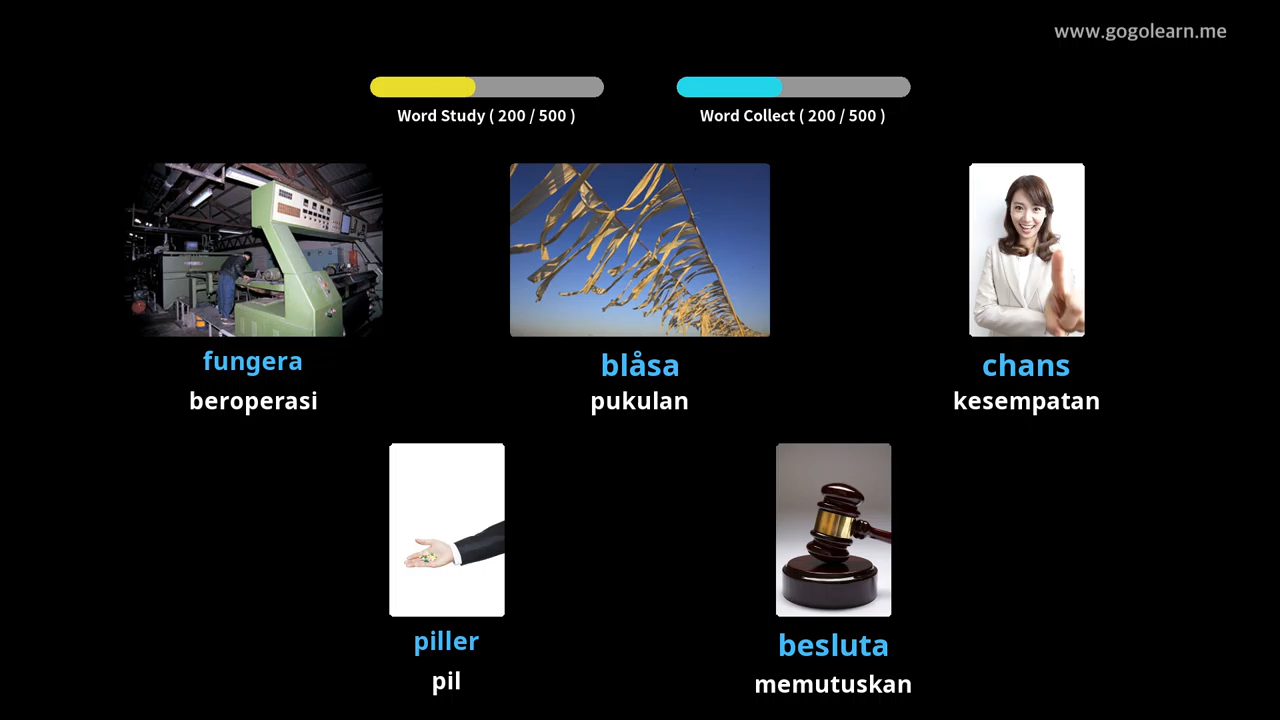 www.gogolearn.me
Word Study ( 200 / 500 )
Word Collect ( 200 / 500 )
fungera
beroperasi
blåsa
pukulan
chans
kesempatan
piller
pil
besluta
memutuskan